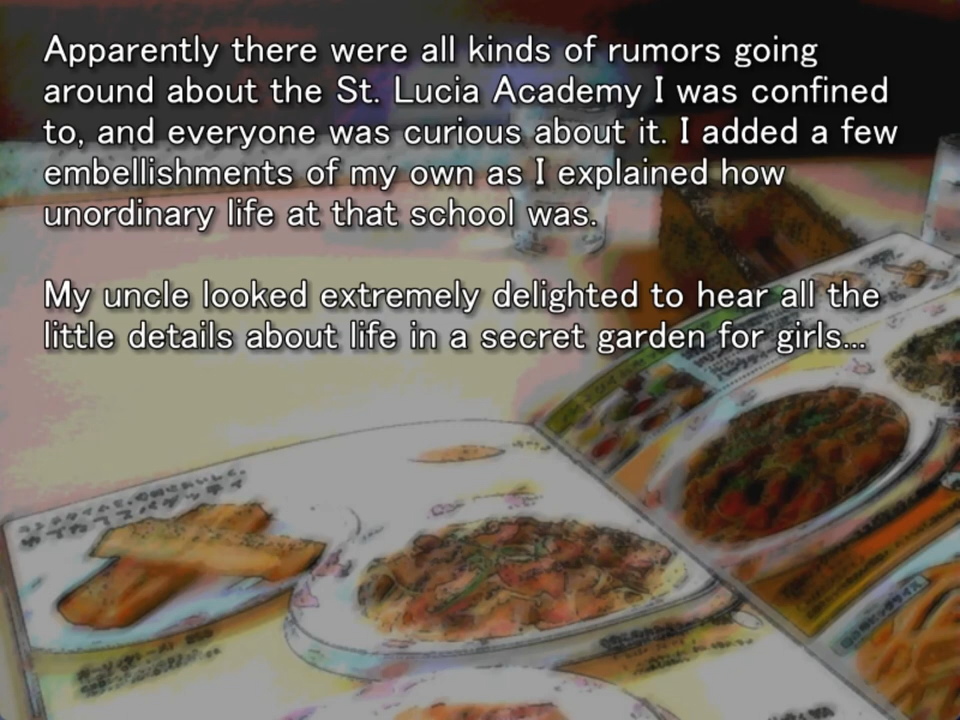 Apparently there were all kinds of rumors going
around about the St. Lucia Academy I was confined
to, and everyone was curious about it. I added a few
embellishments of my own as I explained how
unordinary life at that school was.
My uncle looked extremely delighted to hear all the
little details about life in a secret garden for girls...